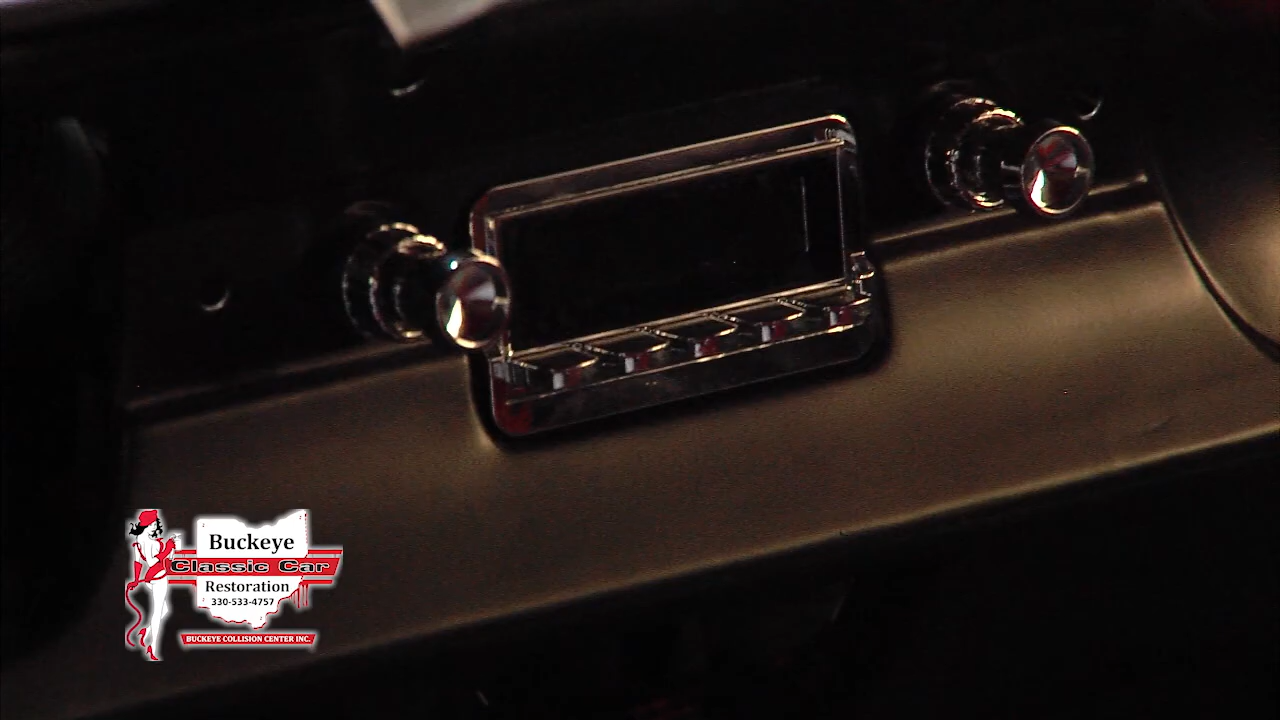 Buckeye
Classic Car
Restoration
330-533-4757
BUCKEYE COLLISION CENTER INC.